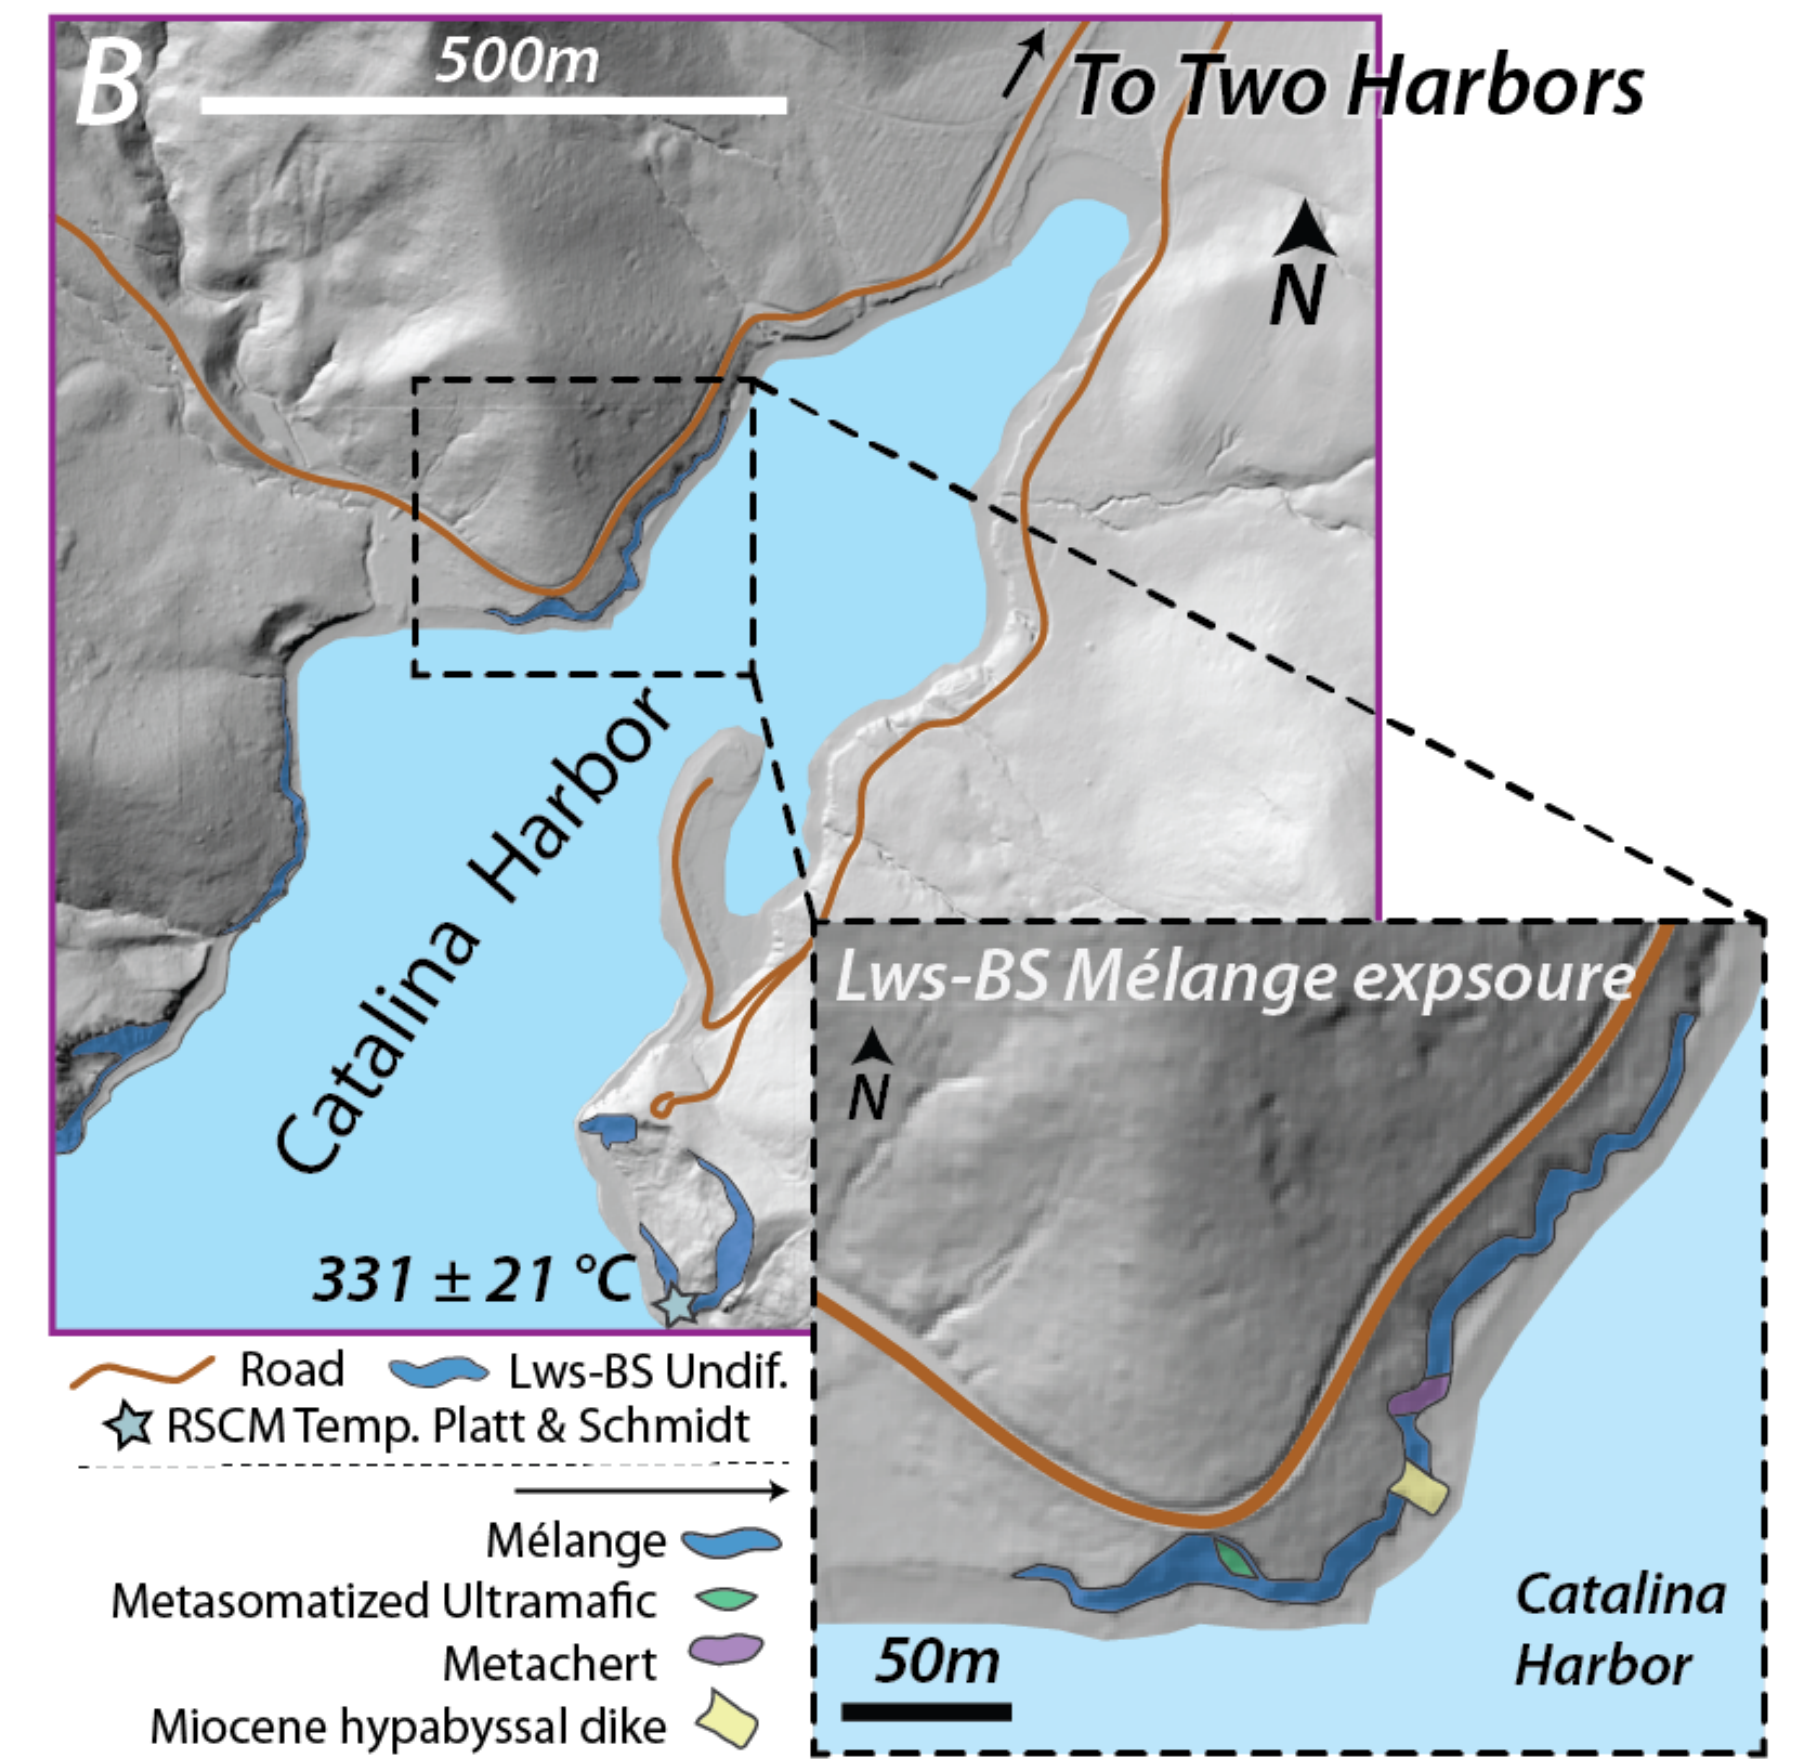 B
500m
To Two Harbors
N
Catalina Harbor
331 ± 21 °C
Road
Lws-BS Undif.
RSCM Temp. Platt & Schmidt
Mélange
Metasomatized Ultramafic
Metachert
Miocene hypabyssal dike
Lws-BS Mélange expsoure
N
Catalina
Harbor
50m